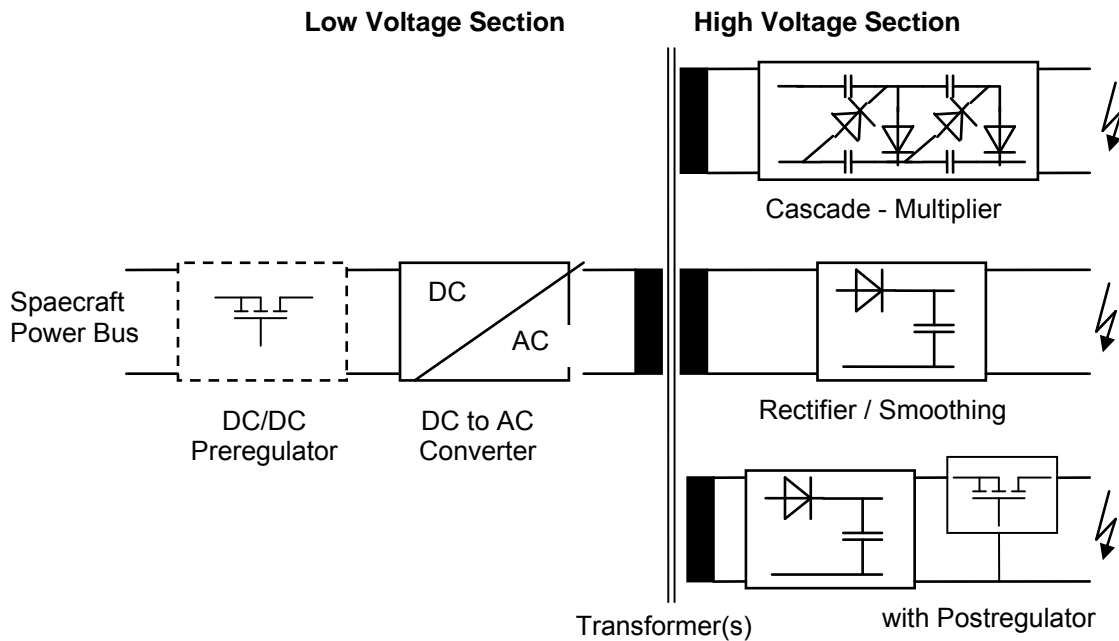 Low Voltage Section
High Voltage Section
Cascade - Multiplier
Spaecraft
Power Bus
DC
AC
DC/DC
Preregulator
DC to AC
Converter
Rectifier / Smoothing
Transformer(s)
with Postregulator